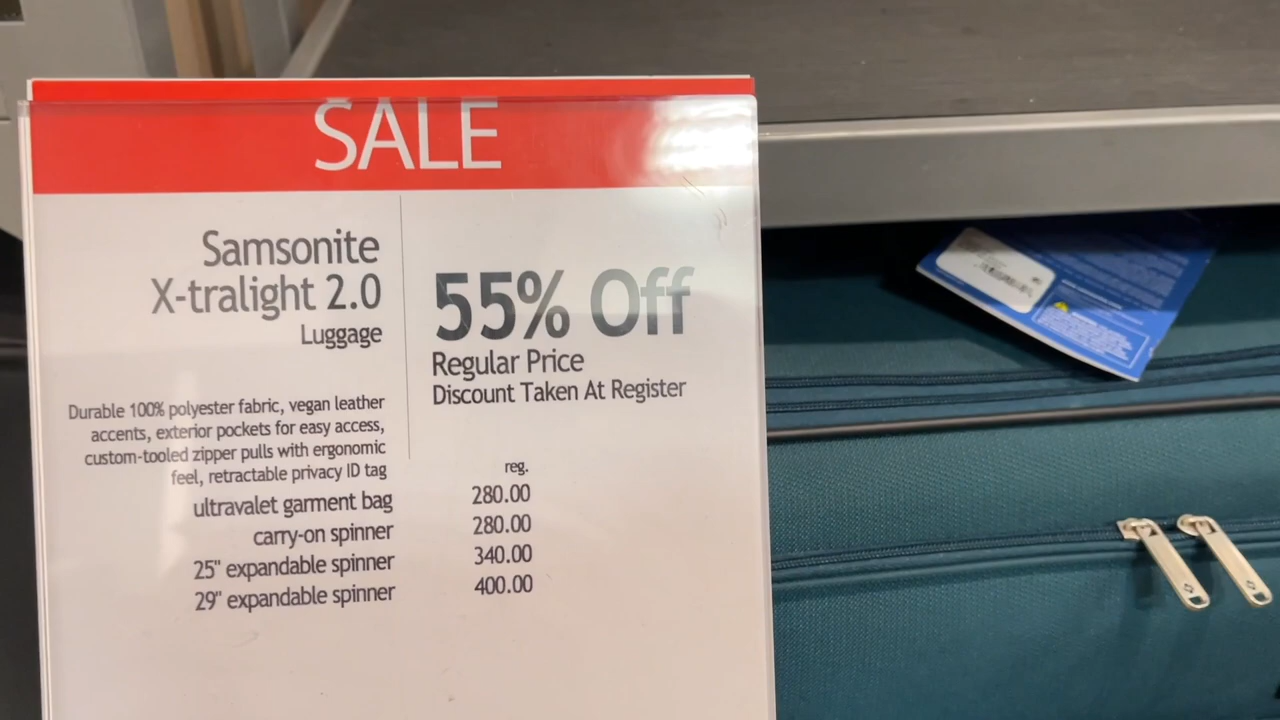 SALE
Samsonite
X-tralight 2.0
Luggage
Durable 100% polyester fabric, vegan leather
accents, exterior pockets for easy access,
custom-tooled zipper pulls with ergonomic
feel, retractable privacy ID tag
55% Off
Regular Price
Discount Taken At Register
reg.
ultravalet garment bag 280.00
carry-on spinner 280.00
25" expandable spinner 340.00
29" expandable spinner 400.00